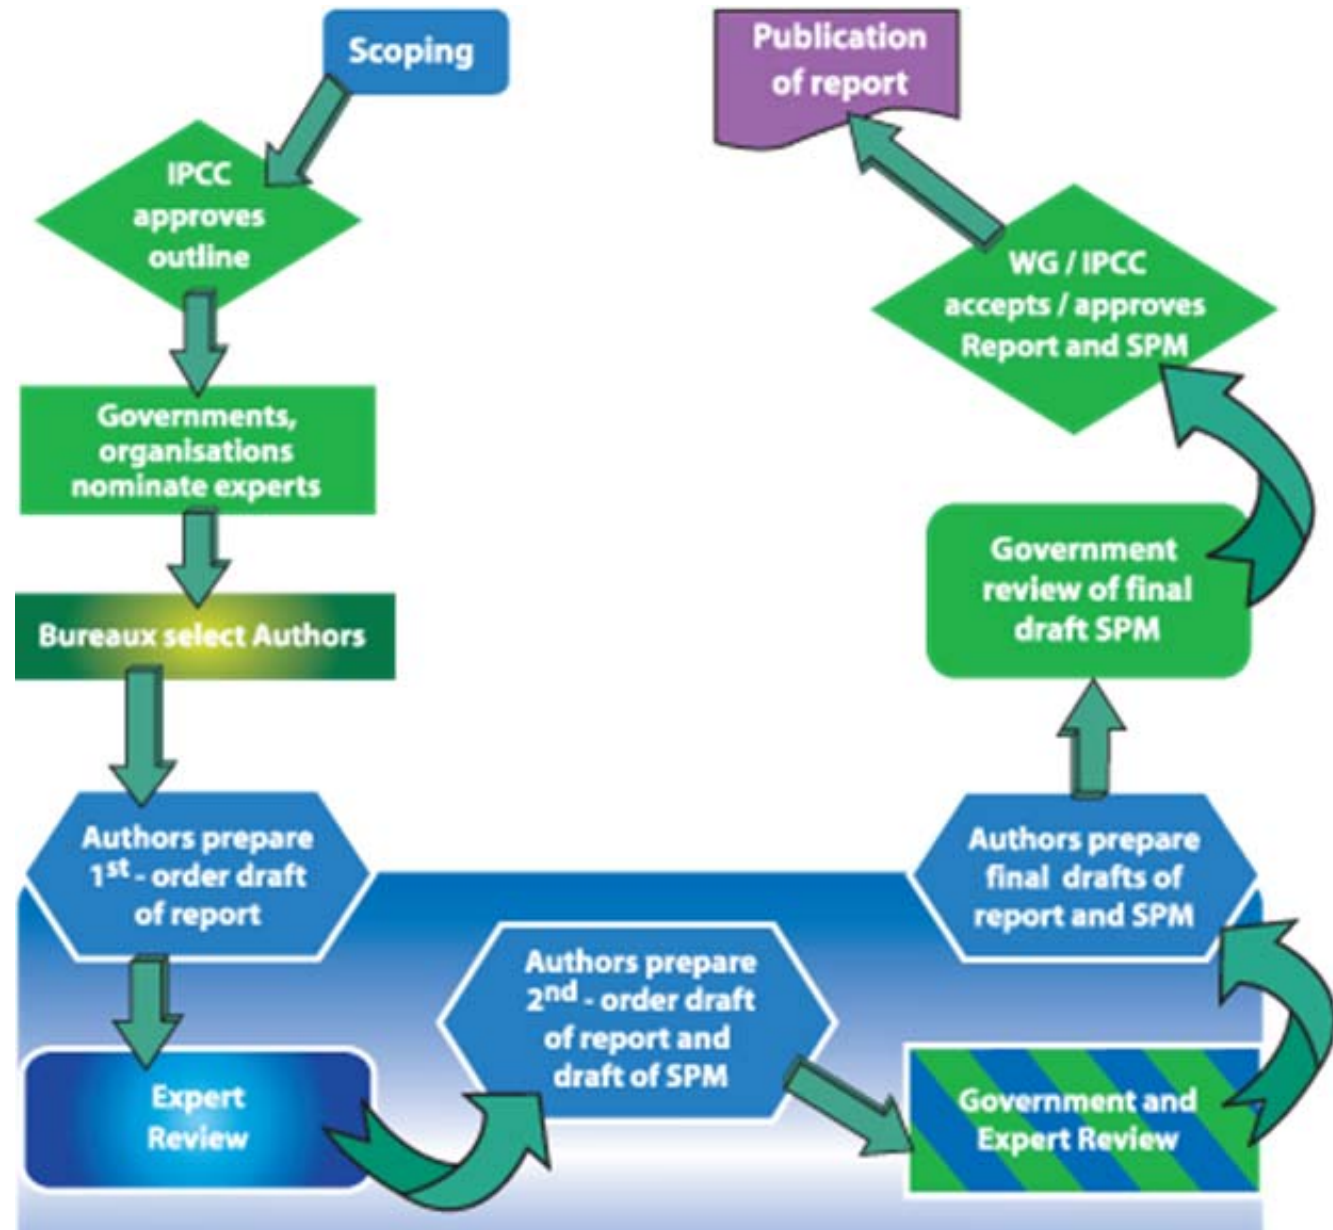 Scoping
IPCC
approves
outline
Governments,
organisations
nominate experts
Bureaux select Authors
Authors prepare
1st - order draft
of report
Expert
Review
Authors prepare
2nd - order draft
of report and
draft of SPM
Government and
Expert Review
Authors prepare
final drafts of
report and SPM
Government
review of final
draft SPM
WG / IPCC
accepts / approves
Report and SPM
Publication
of report